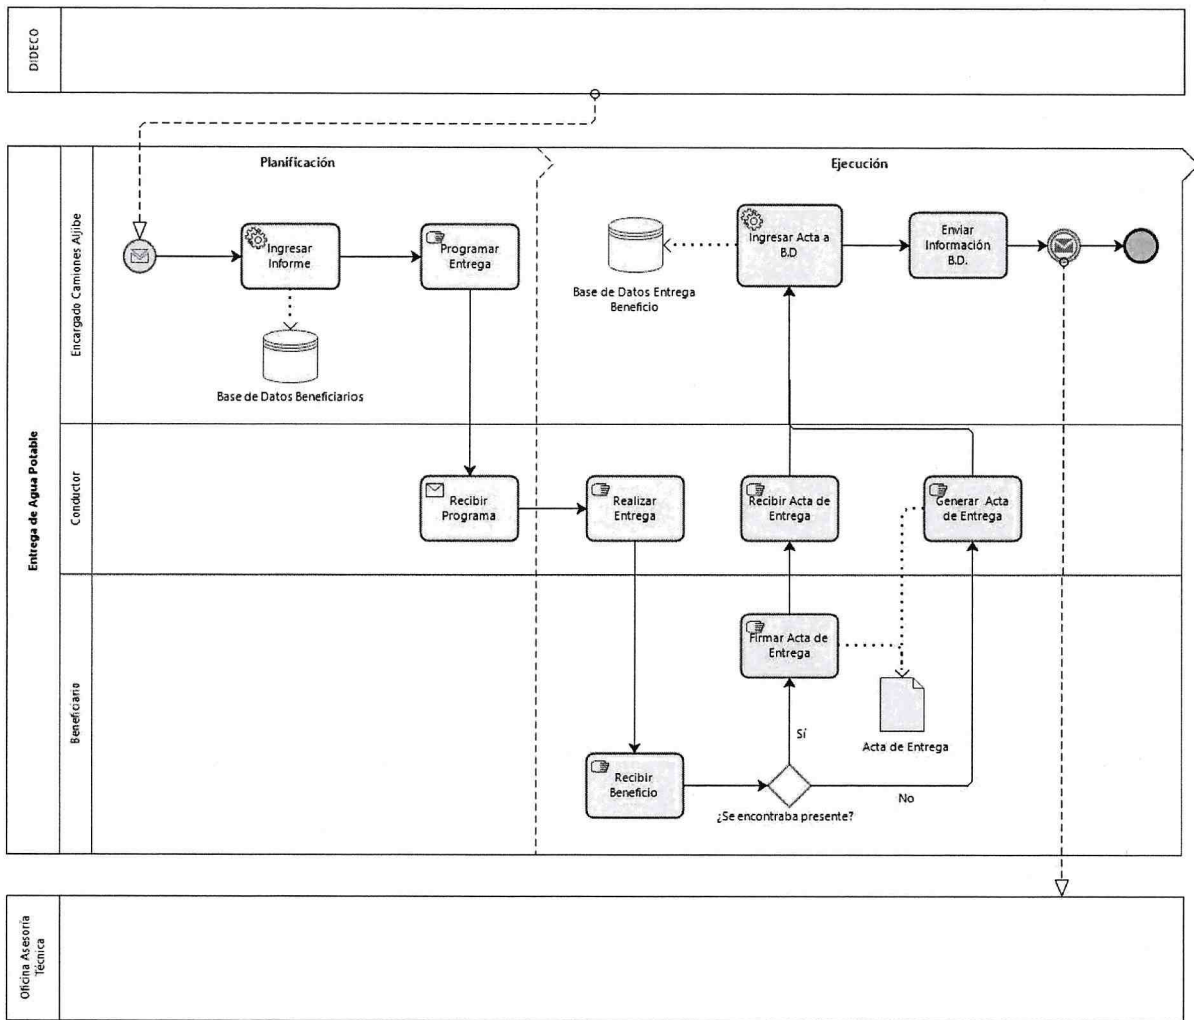 DIDECO
Entrega de Agua Potable
Planificación
Ejecución
Encargado Camiones Aljibe
Ingresar
Informe
Programar
Entrega
Base de Datos Beneficiarios
Base de Datos Entrega
Beneficio
Ingresar Acta a
B.D
Enviar
Información
B.D.
Conductor
Recibir
Programa
Realizar
Entrega
Recibir Acta de
Entrega
Generar Acta
de Entrega
Beneficiario
Firmar Acta de
Entrega
Acta de Entrega
Sí
Recibir
Beneficio
¿Se encontraba presente?
No
Oficina Asesoría
Técnica